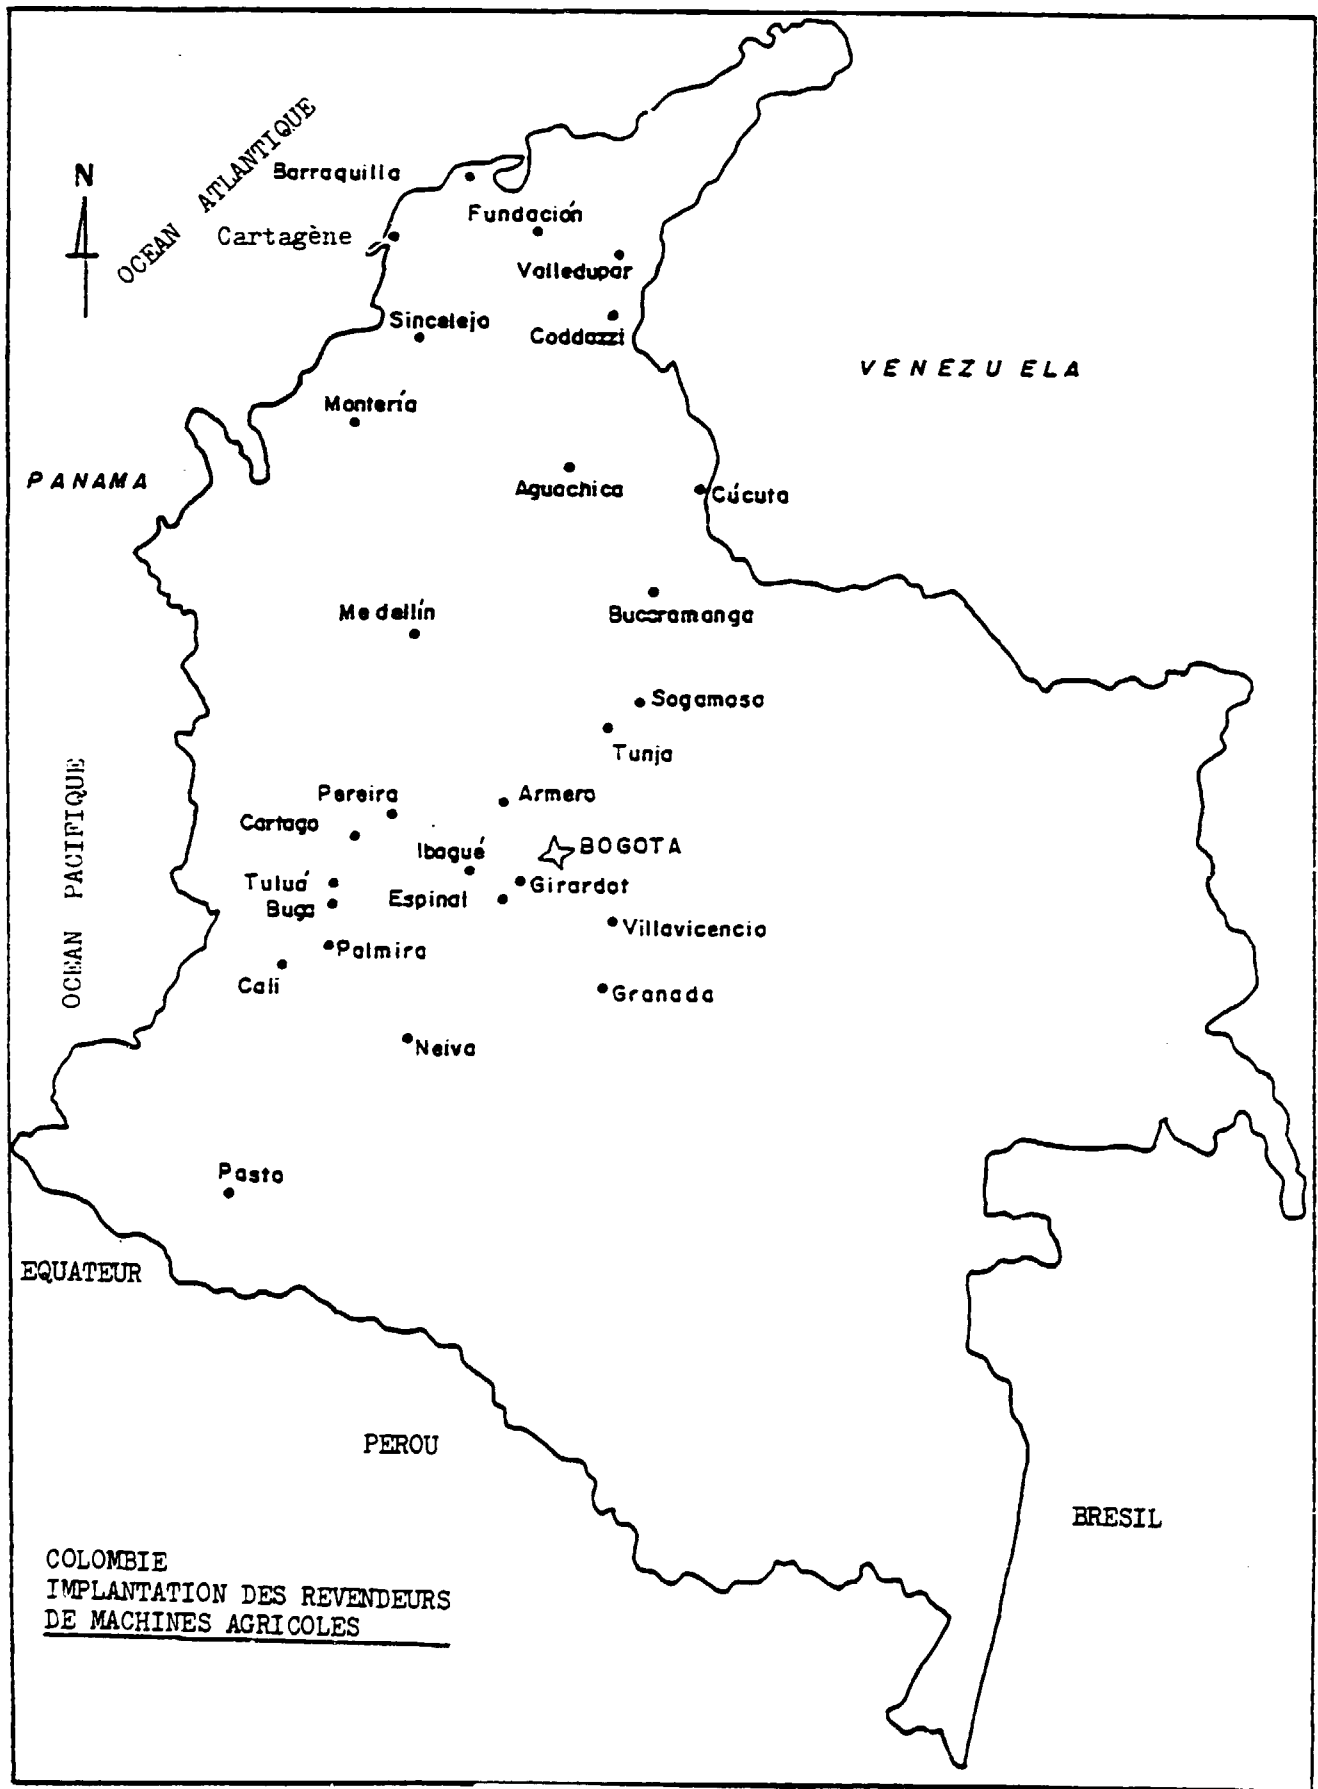 OCEAN ATLANTIQUE
N
Barraquilla
Fundación
Cartagène
Valledupar
Sincelejo
Coddazzi
VENEZUELA
Montería
PANAMA
Aguachica
Cúcuta
Medellín
Bucaramanga
Sogamoso
Tunja
OCEAN PACIFIQUE
Pereira
Armero
Cartago
Ibagué
BOGOTA
Tuluá
Espinal
Girardot
Buga
Villavicencio
Palmira
Cali
Granada
Neiva
Pasto
EQUATEUR
PEROU
BRESIL
COLOMBIE
IMPLANTATION DES REVENDEURS
DE MACHINES AGRICOLES